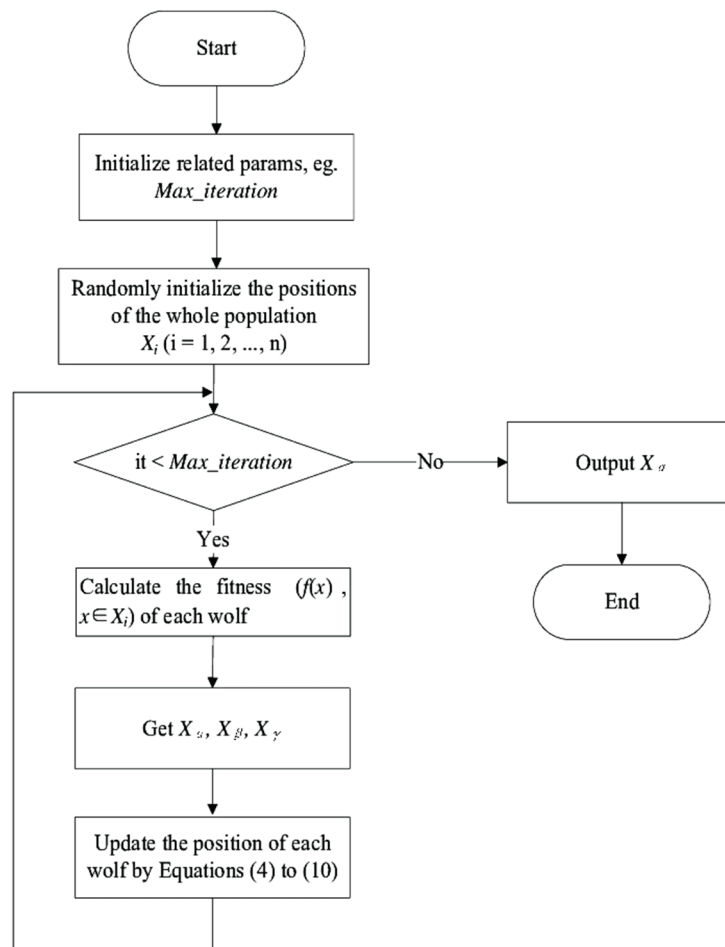 Start
Initialize related params, eg.
Max_iteration
Randomly initialize the positions
of the whole population
Xᵢ (i = 1, 2, ..., n)
it < Max_iteration
No
Output X α
Yes
Calculate the fitness (f(x) ,
x∈Xᵢ) of each wolf
End
Get X α, X β, X γ
Update the position of each
wolf by Equations (4) to (10)